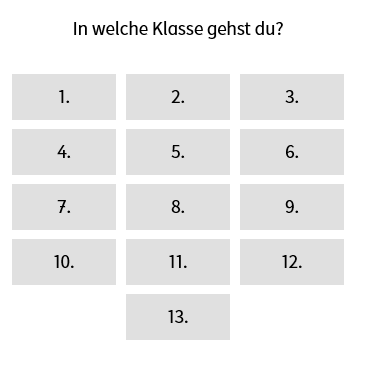 In welche Klasse gehst du?
1. 2. 3.
4. 5. 6.
7. 8. 9.
10. 11. 12.
13.